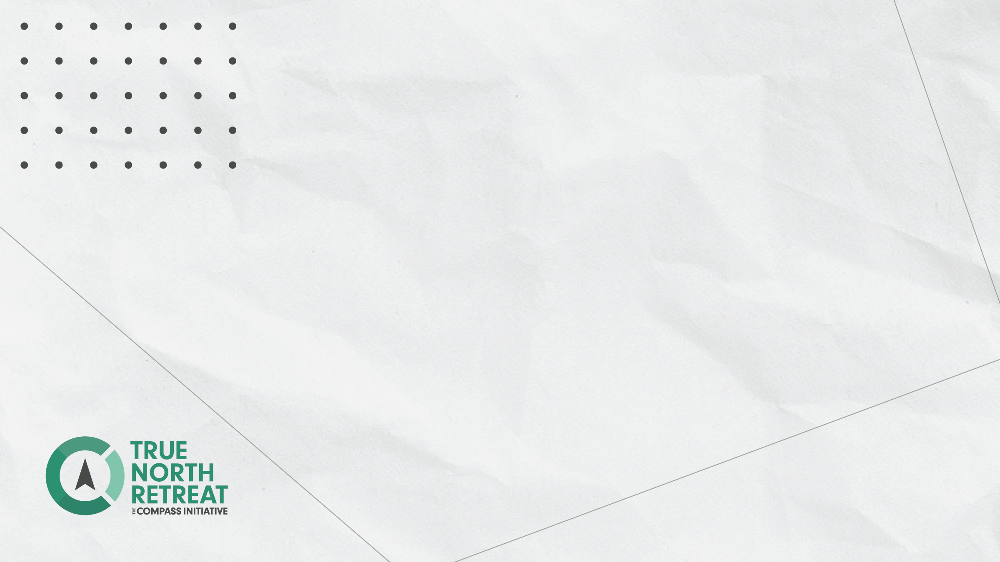 TRUE
NORTH
RETREAT
THE COMPASS INITIATIVE